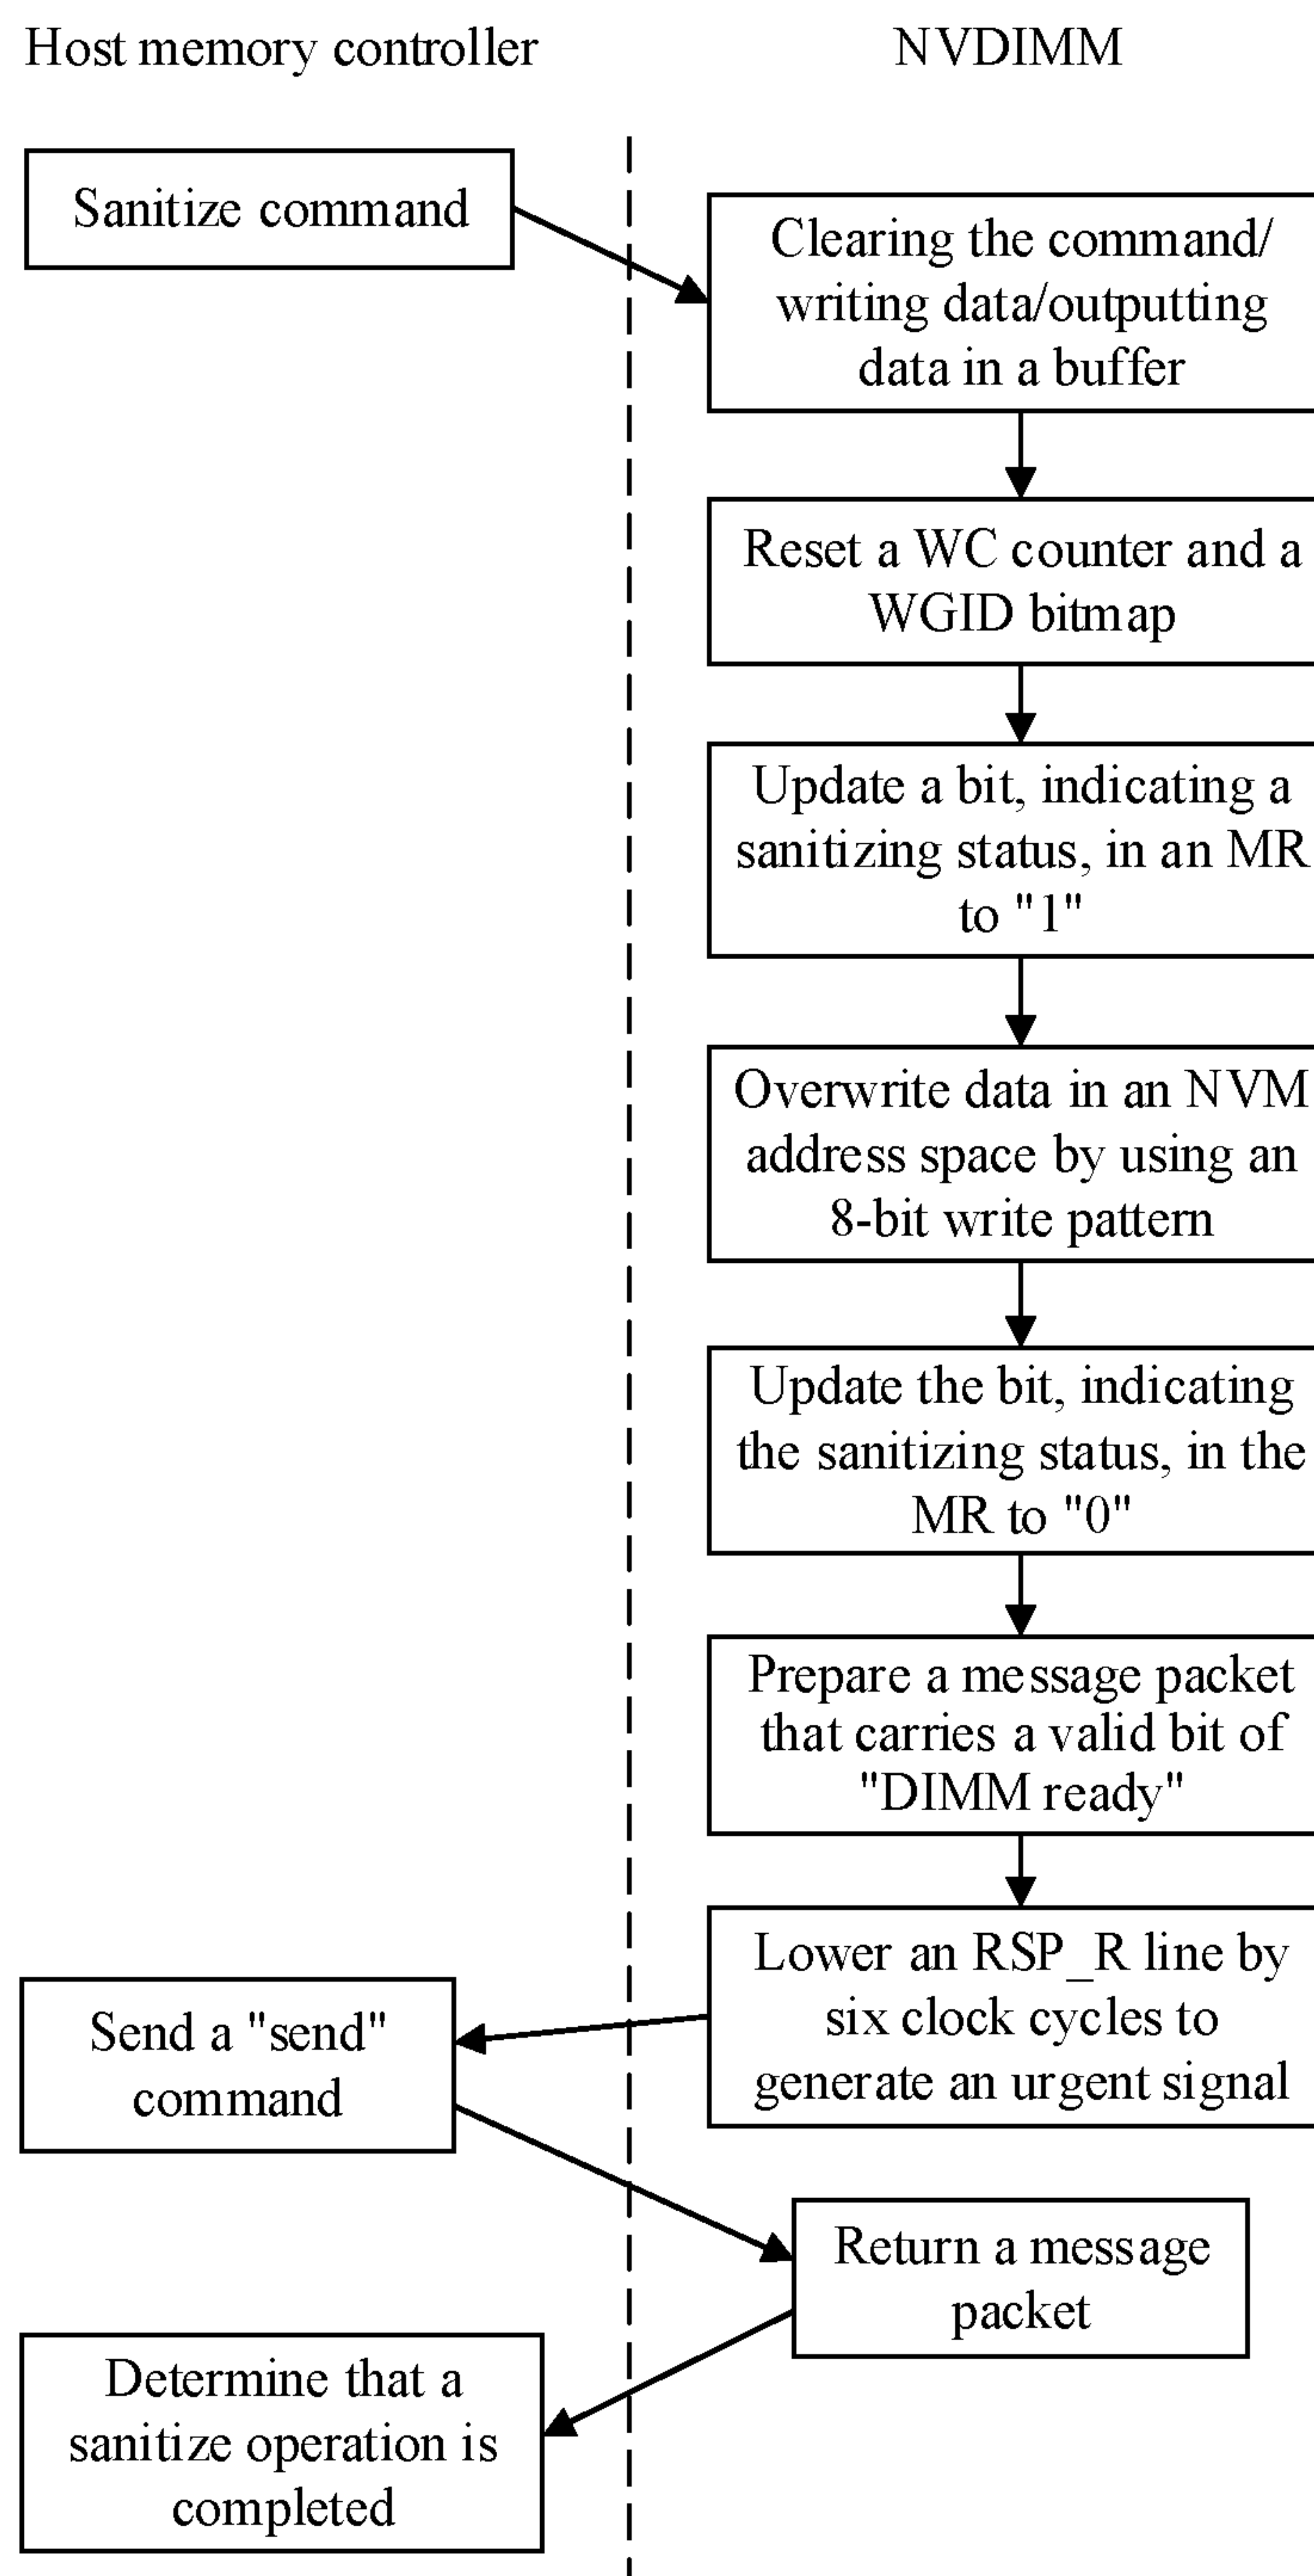 Host memory controller
NVDIMM
Sanitize command
Clearing the command/
writing data/outputting
data in a buffer
Reset a WC counter and a
WGID bitmap
Update a bit, indicating a
sanitizing status, in an MR
to "1"
Overwrite data in an NVM
address space by using an
8-bit write pattern
Update the bit, indicating
the sanitizing status, in the
MR to "0"
Prepare a message packet
that carries a valid bit of
"DIMM ready"
Lower an RSP_R line by
six clock cycles to
generate an urgent signal
Send a "send"
command
Return a message
packet
Determine that a
sanitize operation is
completed